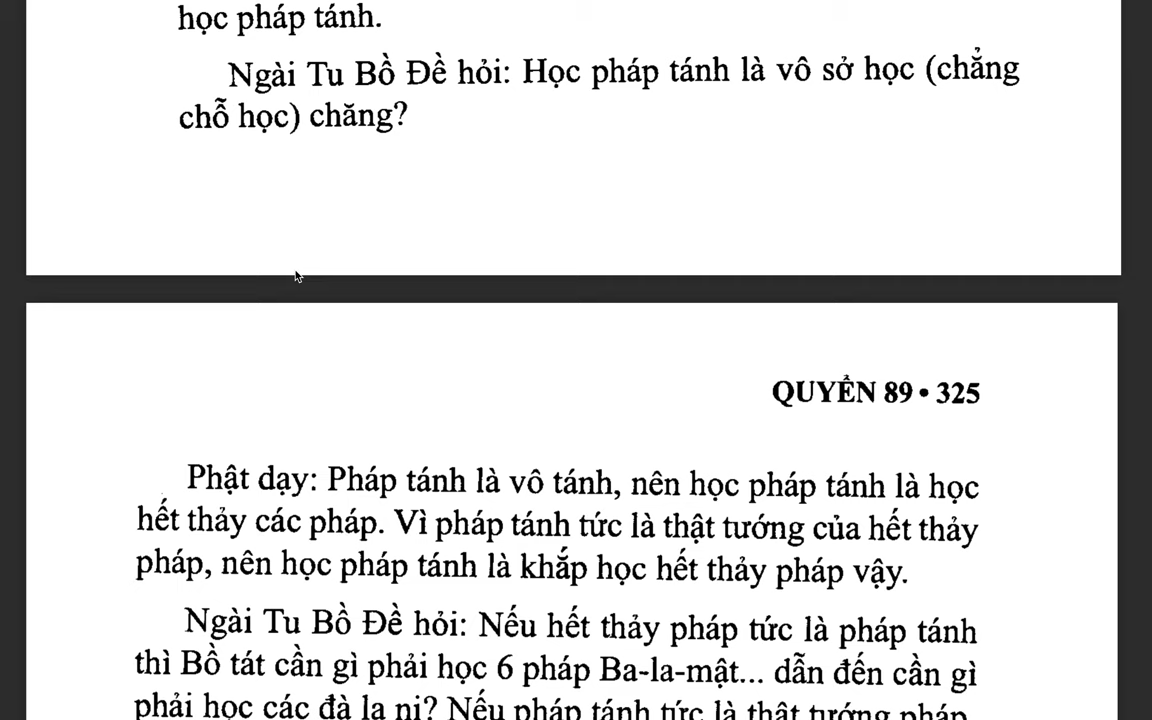 học pháp tánh.
Ngài Tu Bồ Đề hỏi: Học pháp tánh là vô sở học (chẳng
chỗ học) chăng?
QUYỂN 89 • 325
Phật dạy: Pháp tánh là vô tánh, nên học pháp tánh là học
hết thảy các pháp. Vì pháp tánh tức là thật tướng của hết thảy
pháp, nên học pháp tánh là khắp học hết thảy pháp vậy.
Ngài Tu Bồ Đề hỏi: Nếu hết thảy pháp tức là pháp tánh
thì Bồ tát cần gì phải học 6 pháp Ba-la-mật... dẫn đến cần gì
phải học các đà la ni? Nếu pháp tánh tức là thật tướng pháp,